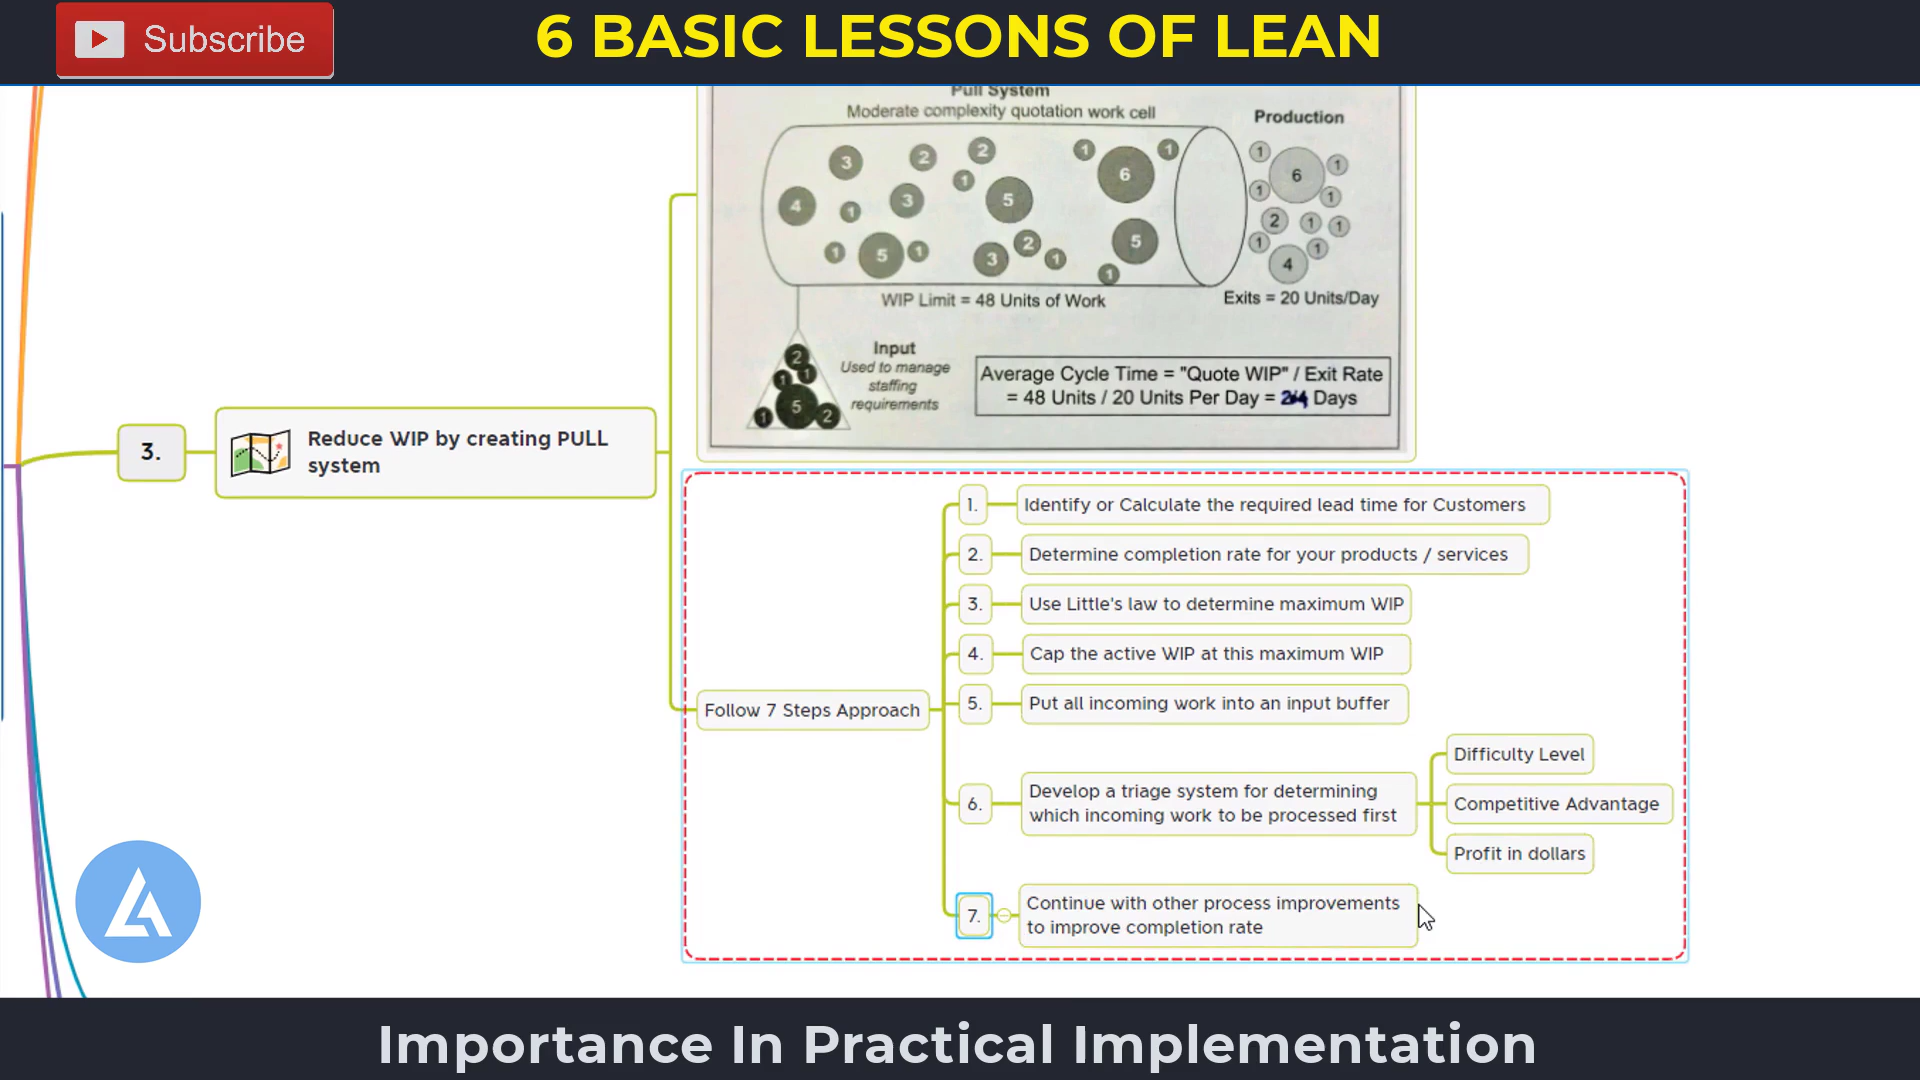 Subscribe
6 BASIC LESSONS OF LEAN
Pull System
Moderate complexity quotation work cell
Production
3
2
2
1
1
6
4
1
3
1
5
5
1
5
1
3
2
1
1
1
6
1
1
1
2
1
1
1
1
4
WIP Limit = 48 Units of Work
Exits = 20 Units/Day
2
1
1
5
1
2
Input
Used to manage
staffing
requirements
Average Cycle Time = "Quote WIP" / Exit Rate
= 48 Units / 20 Units Per Day = Days
3.
Reduce WIP by creating PULL
system
Follow 7 Steps Approach
1.
Identify or Calculate the required lead time for Customers
2.
Determine completion rate for your products / services
3.
Use Little's law to determine maximum WIP
4.
Cap the active WIP at this maximum WIP
5.
Put all incoming work into an input buffer
6.
Develop a triage system for determining
which incoming work to be processed first
Difficulty Level
Competitive Advantage
Profit in dollars
7.
Continue with other process improvements
to improve completion rate
Importance In Practical Implementation